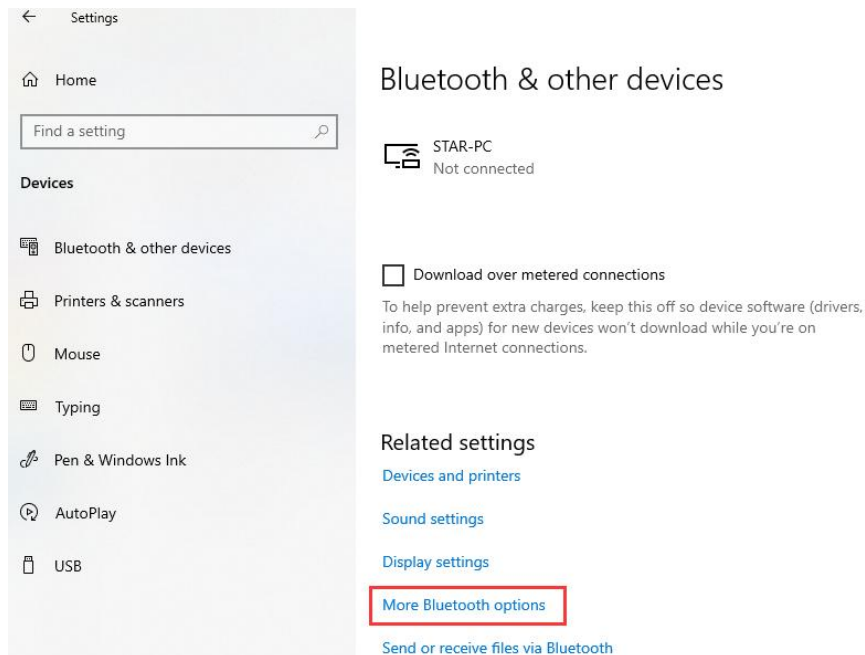 Settings
Home
Find a setting
Devices
Bluetooth & other devices
Printers & scanners
Mouse
Typing
Pen & Windows Ink
AutoPlay
USB
Bluetooth & other devices
STAR-PC
Not connected
Download over metered connections
To help prevent extra charges, keep this off so device software (drivers,
info, and apps) for new devices won't download while you're on
metered Internet connections.
Related settings
Devices and printers
Sound settings
Display settings
More Bluetooth options
Send or receive files via Bluetooth